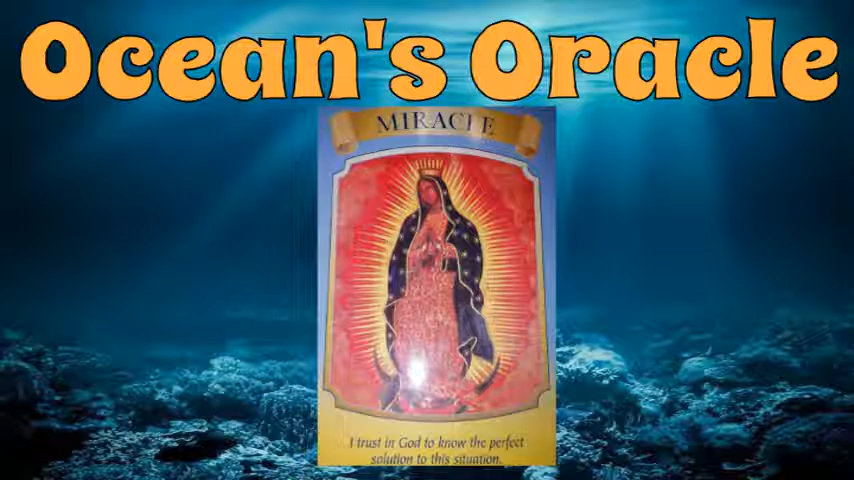 Ocean's Oracle
MIRACLE
I trust in God to know the perfect
solution to this situation.